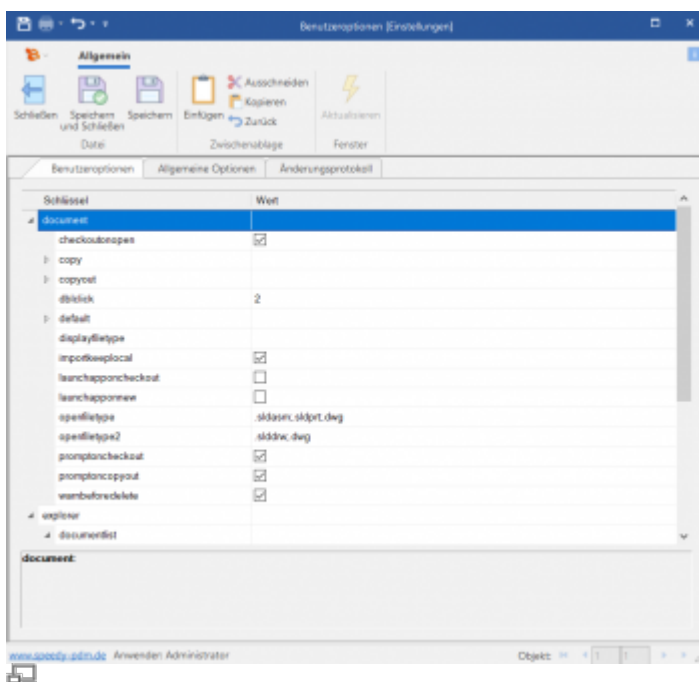 Benutzeroptionen [Einstellungen]
Allgemein
Schließen
Speichern und Schließen
Speichern
Einfügen
Ausschneiden
Kopieren
Zurück
Aktualisieren
Datei
Zwischenablage
Fenster
Benutzeroptionen
Allgemeine Optionen
Änderungsprotokoll
Schlüssel Wert
document
checkoutonopen
copy
copyout
dblclick 2
default
displayfiletype
importkeeplocal
launchapponcheckout
launchapponnew
openfiletype .sldasm;.sldprt;.dwg
openfiletype2 .slddrw;.dwg
promptoncheckout
promptoncopyout
warnbeforedelete
explorer
documentlist
document:
www.speedy-pdm.de Anwender: Administrator
Objekt: 1 1